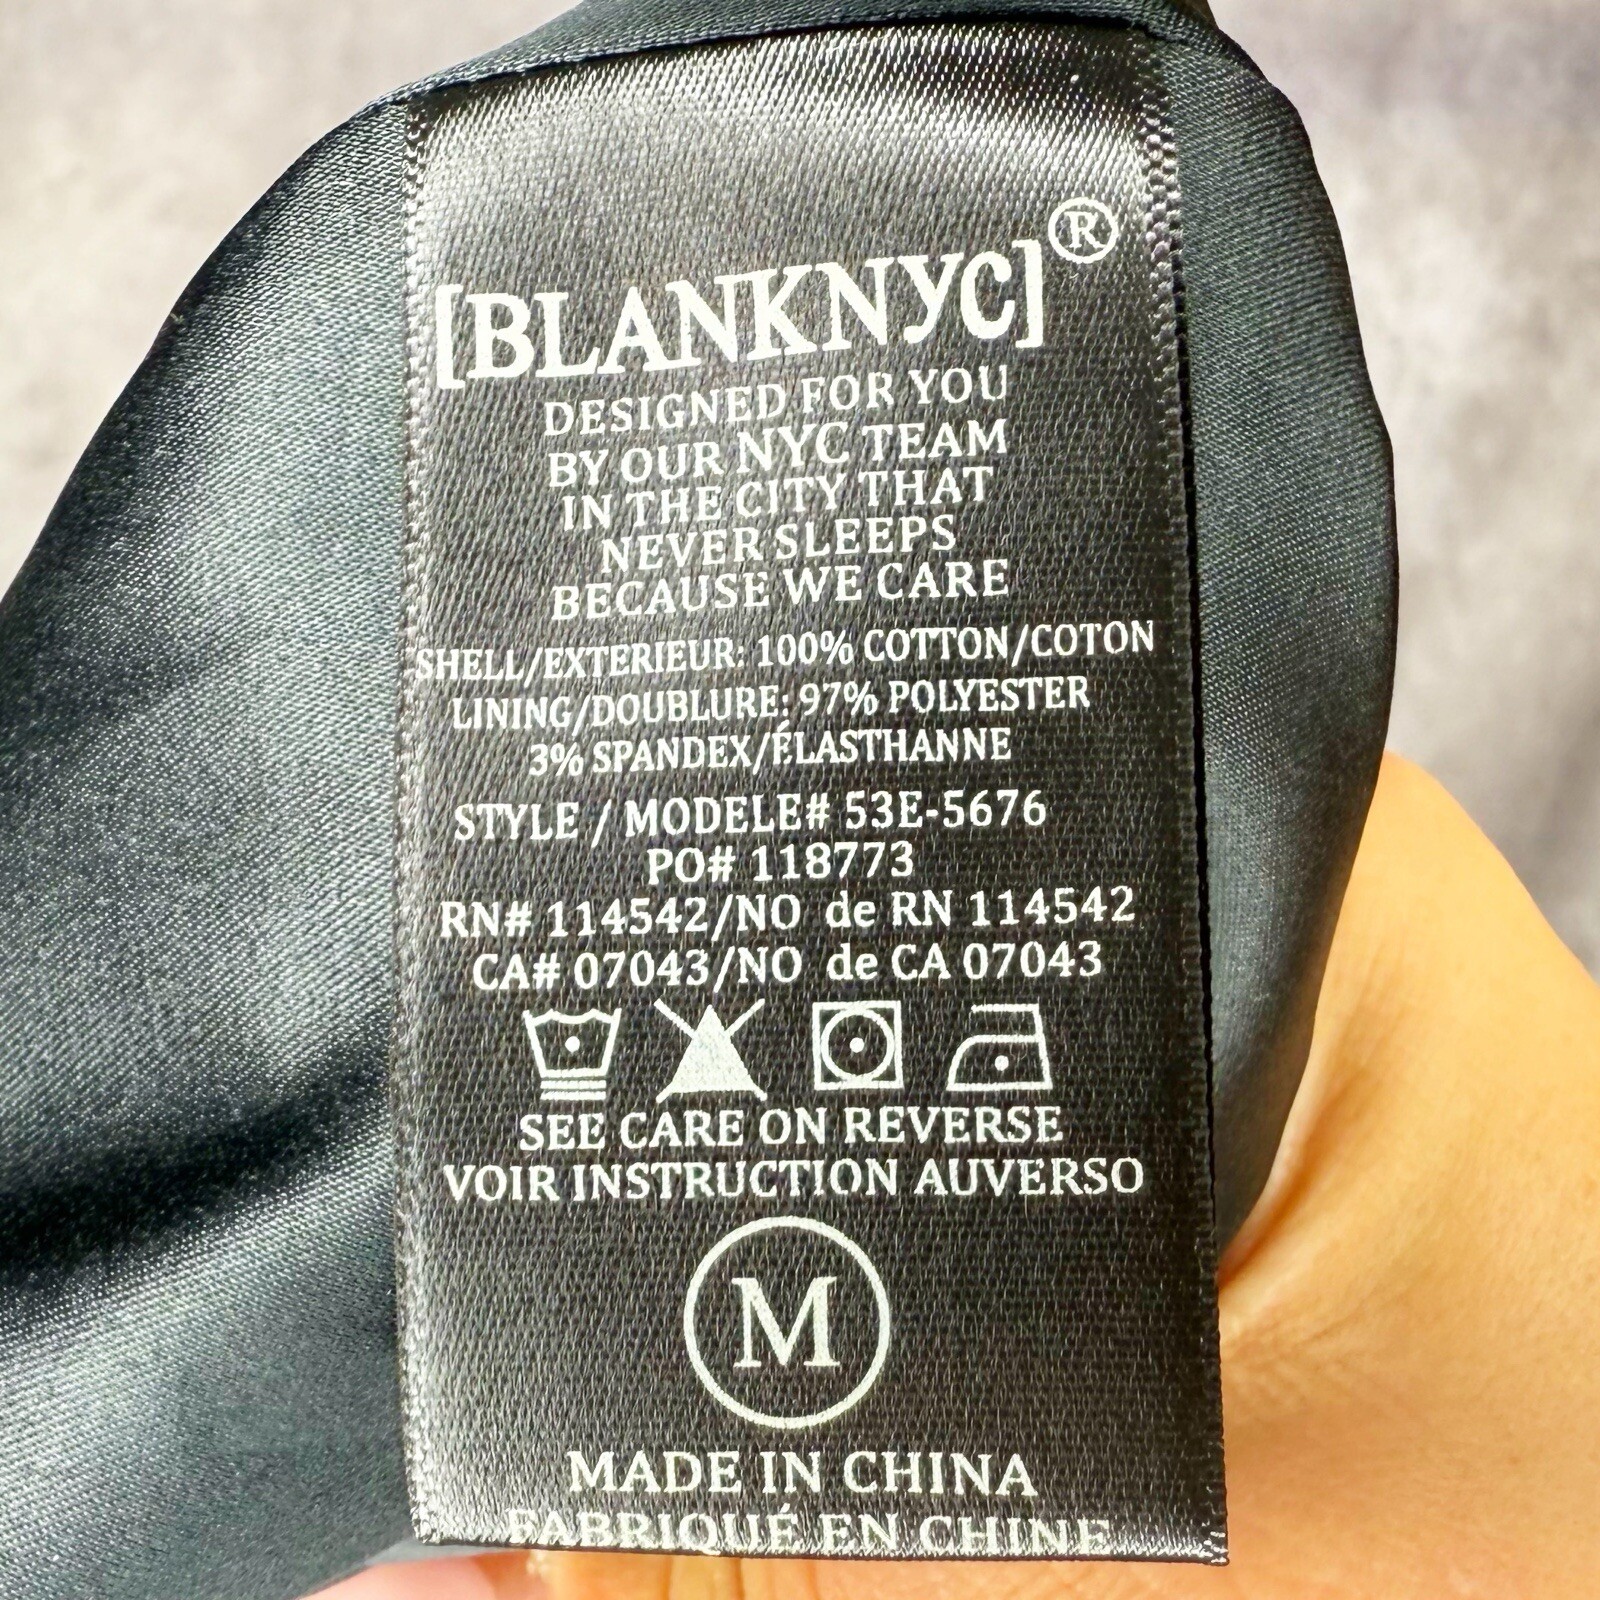 [BLANKNYC]®
DESIGNED FOR YOU
BY OUR NYC TEAM
IN THE CITY THAT
NEVER SLEEPS
BECAUSE WE CARE
SHELL/EXTERIEUR: 100% COTTON/COTON
LINING/DOUBLURE: 97% POLYESTER
3% SPANDEX/ÉLASTHANNE
STYLE / MODELE# 53E-5676
PO# 118773
RN# 114542/NO de RN 114542
CA# 07043/NO de CA 07043
SEE CARE ON REVERSE
VOIR INSTRUCTION AUVERSO
M
MADE IN CHINA
FABRIQUÉ EN CHINE